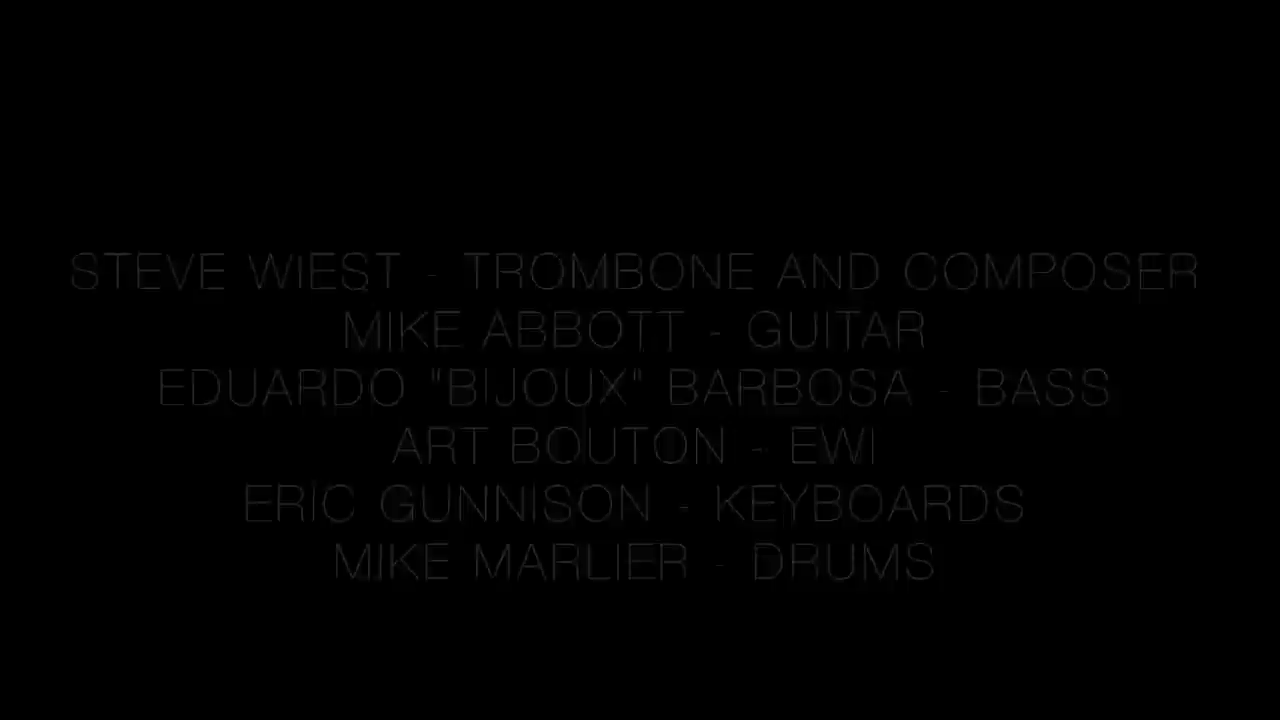 STEVE WIEST - TROMBONE AND COMPOSER
MIKE ABBOTT - GUITAR
EDUARDO "BIJOUX" BARBOSA - BASS
ART BOUTON - EWI
ERIC GUNNISON - KEYBOARDS
MIKE MARLIER - DRUMS